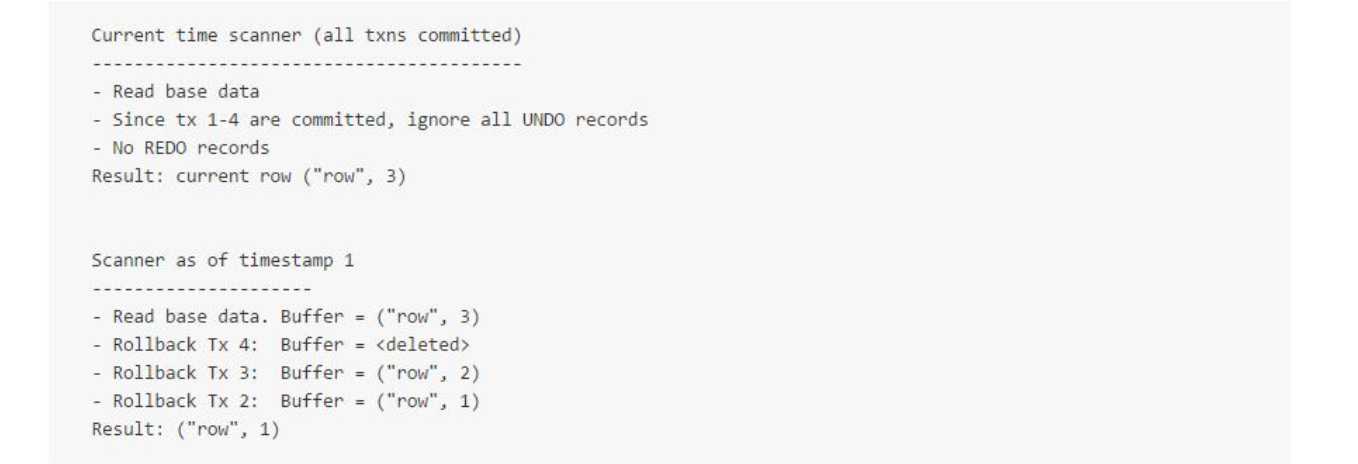 Current time scanner (all txns committed)
-----------------------------------------
- Read base data
- Since tx 1-4 are committed, ignore all UNDO records
- No REDO records
Result: current row ("row", 3)
Scanner as of timestamp 1
---------------------
- Read base data. Buffer = ("row", 3)
- Rollback Tx 4:  Buffer = <deleted>
- Rollback Tx 3:  Buffer = ("row", 2)
- Rollback Tx 2:  Buffer = ("row", 1)
Result: ("row", 1)